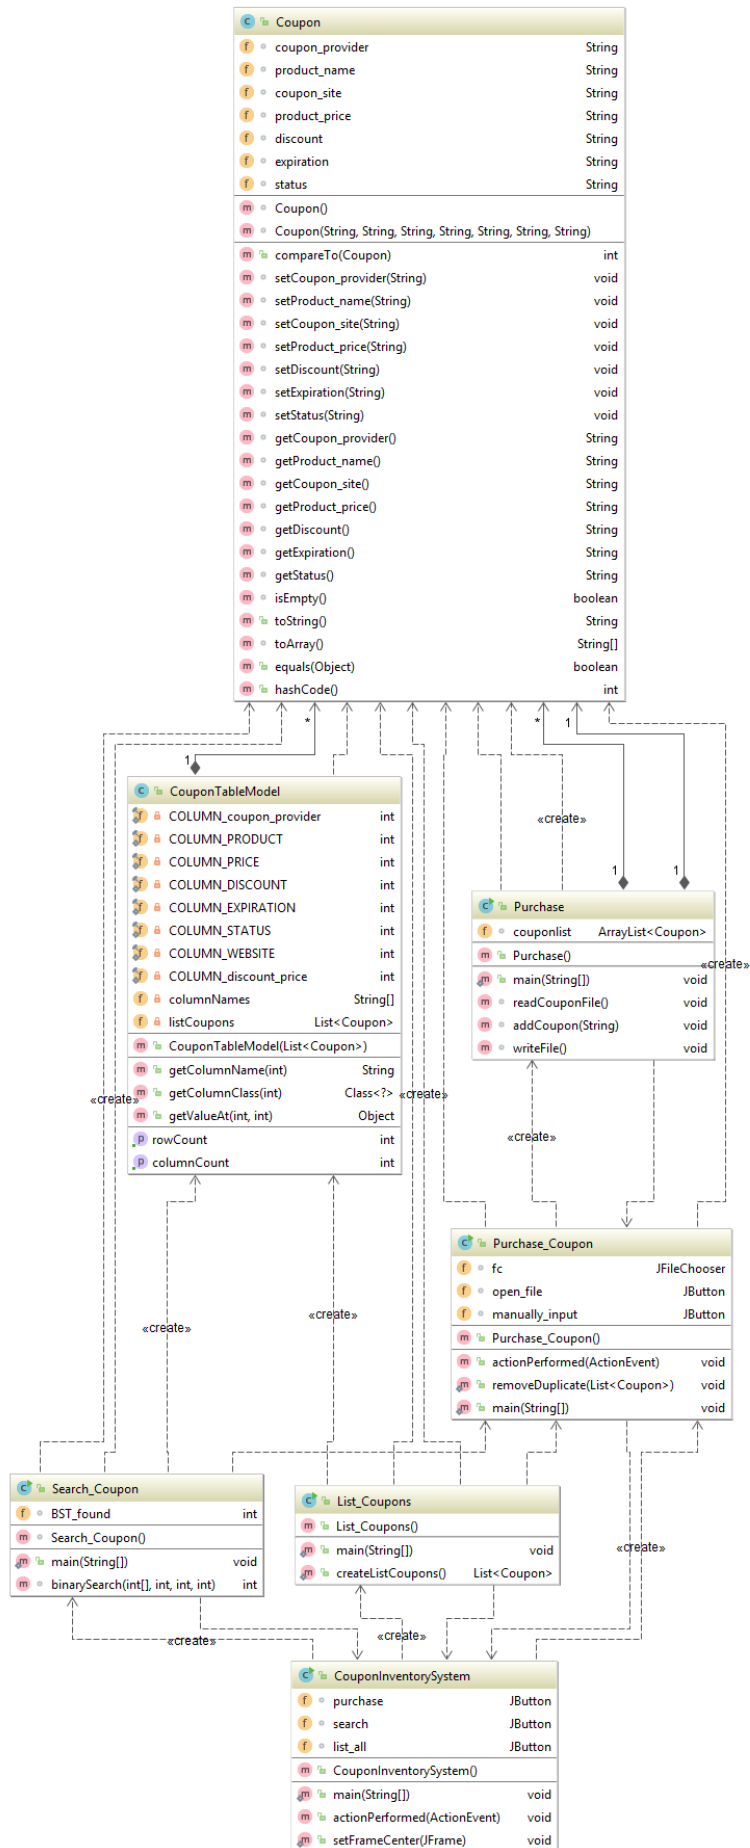 Coupon
coupon_provider String
product_name String
coupon_site String
product_price String
discount String
expiration String
status String
Coupon()
Coupon(String, String, String, String, String, String, String)
compareTo(Coupon) int
setCoupon_provider(String) void
setProduct_name(String) void
setCoupon_site(String) void
setProduct_price(String) void
setDiscount(String) void
setExpiration(String) void
setStatus(String) void
getCoupon_provider() String
getProduct_name() String
getCoupon_site() String
getProduct_price() String
getDiscount() String
getExpiration() String
getStatus() String
isEmpty() boolean
toString() String
toArray() String[]
equals(Object) boolean
hashCode() int
* * 1
1
CouponTableModel
COLUMN_coupon_provider int
COLUMN_PRODUCT int
COLUMN_PRICE int
COLUMN_DISCOUNT int
COLUMN_EXPIRATION int
COLUMN_STATUS int
COLUMN_WEBSITE int
COLUMN_discount_price int
columnNames String[]
listCoupons List<Coupon>
CouponTableModel(List<Coupon>)
getColumnName(int) String
getColumnClass(int) Class<?>
getValueAt(int, int) Object
rowCount int
columnCount int
«create»
1 1
Purchase
couponlist ArrayList<Coupon>
Purchase()
main(String[]) void
readCouponFile() void
addCoupon(String) void
writeFile() void
«create»
«create» «create»
«create»
Purchase_Coupon
fc JFileChooser
open_file JButton
manually_input JButton
Purchase_Coupon()
actionPerformed(ActionEvent) void
removeDuplicate(List<Coupon>) void
main(String[]) void
«create» «create»
Search_Coupon
BST_found int
Search_Coupon()
main(String[]) void
binarySearch(int[], int, int, int) int
List_Coupons
List_Coupons()
main(String[]) void
createListCoupons() List<Coupon>
«create»
«create» «create»
CouponInventorySystem
purchase JButton
search JButton
list_all JButton
CouponInventorySystem()
main(String[]) void
actionPerformed(ActionEvent) void
setFrameCenter(JFrame) void